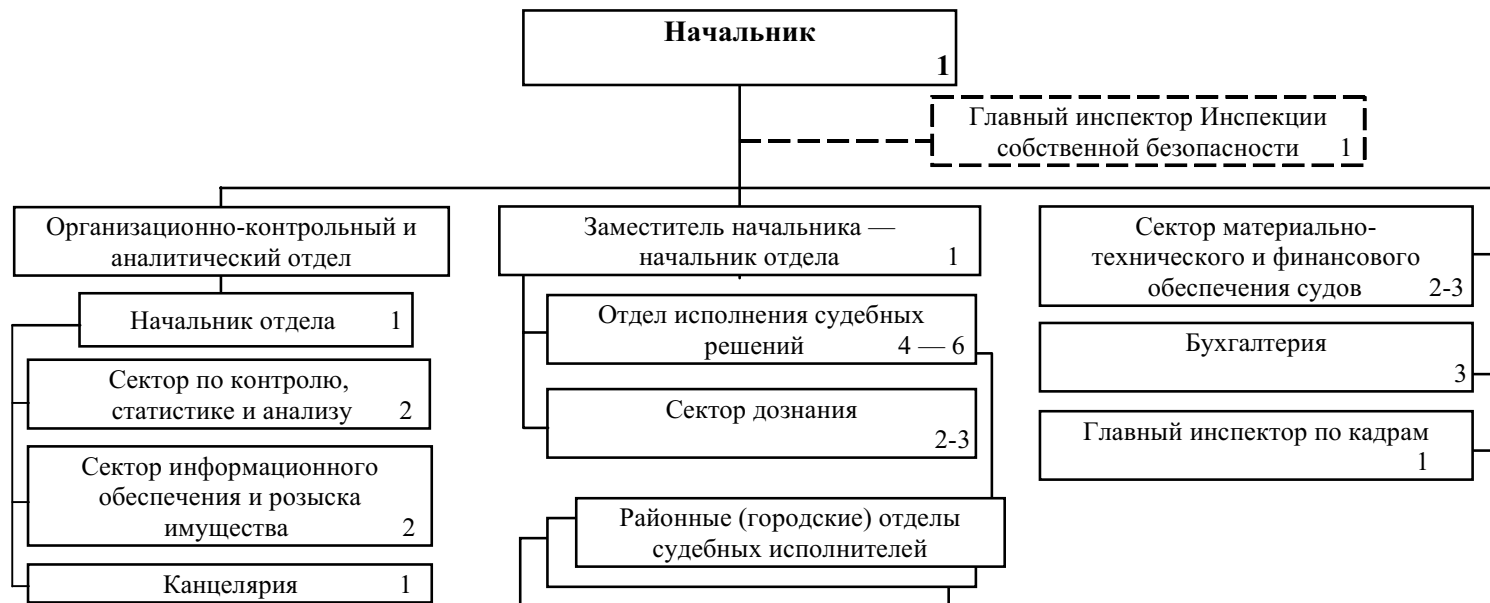 Начальник
1
Главный инспектор Инспекции
собственной безопасности 1
Организационно-контрольный и
аналитический отдел
Начальник отдела 1
Сектор по контролю,
статистике и анализу 2
Сектор информационного
обеспечения и розыска
имущества 2
Канцелярия 1
Заместитель начальника —
начальник отдела 1
Отдел исполнения судебных
решений 4 — 6
Сектор дознания
2-3
Районные (городские) отделы
судебных исполнителей
Сектор материально-
технического и финансового
обеспечения судов 2-3
Бухгалтерия
3
Главный инспектор по кадрам
1